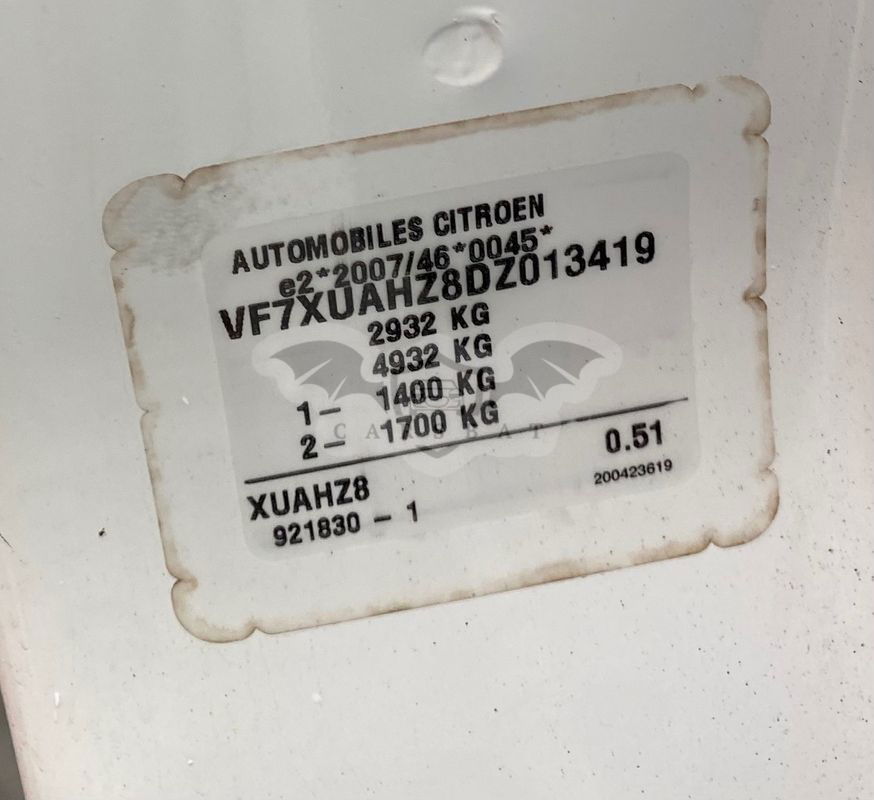 AUTOMOBILES CITROEN
e2*2007/46*0045*
VF7XUAHZ8DZ013419
2932 KG
4932 KG
1- 1400 KG
2- 1700 KG
CARSBAT
0.51
XUAHZ8
200423619
921830 - 1